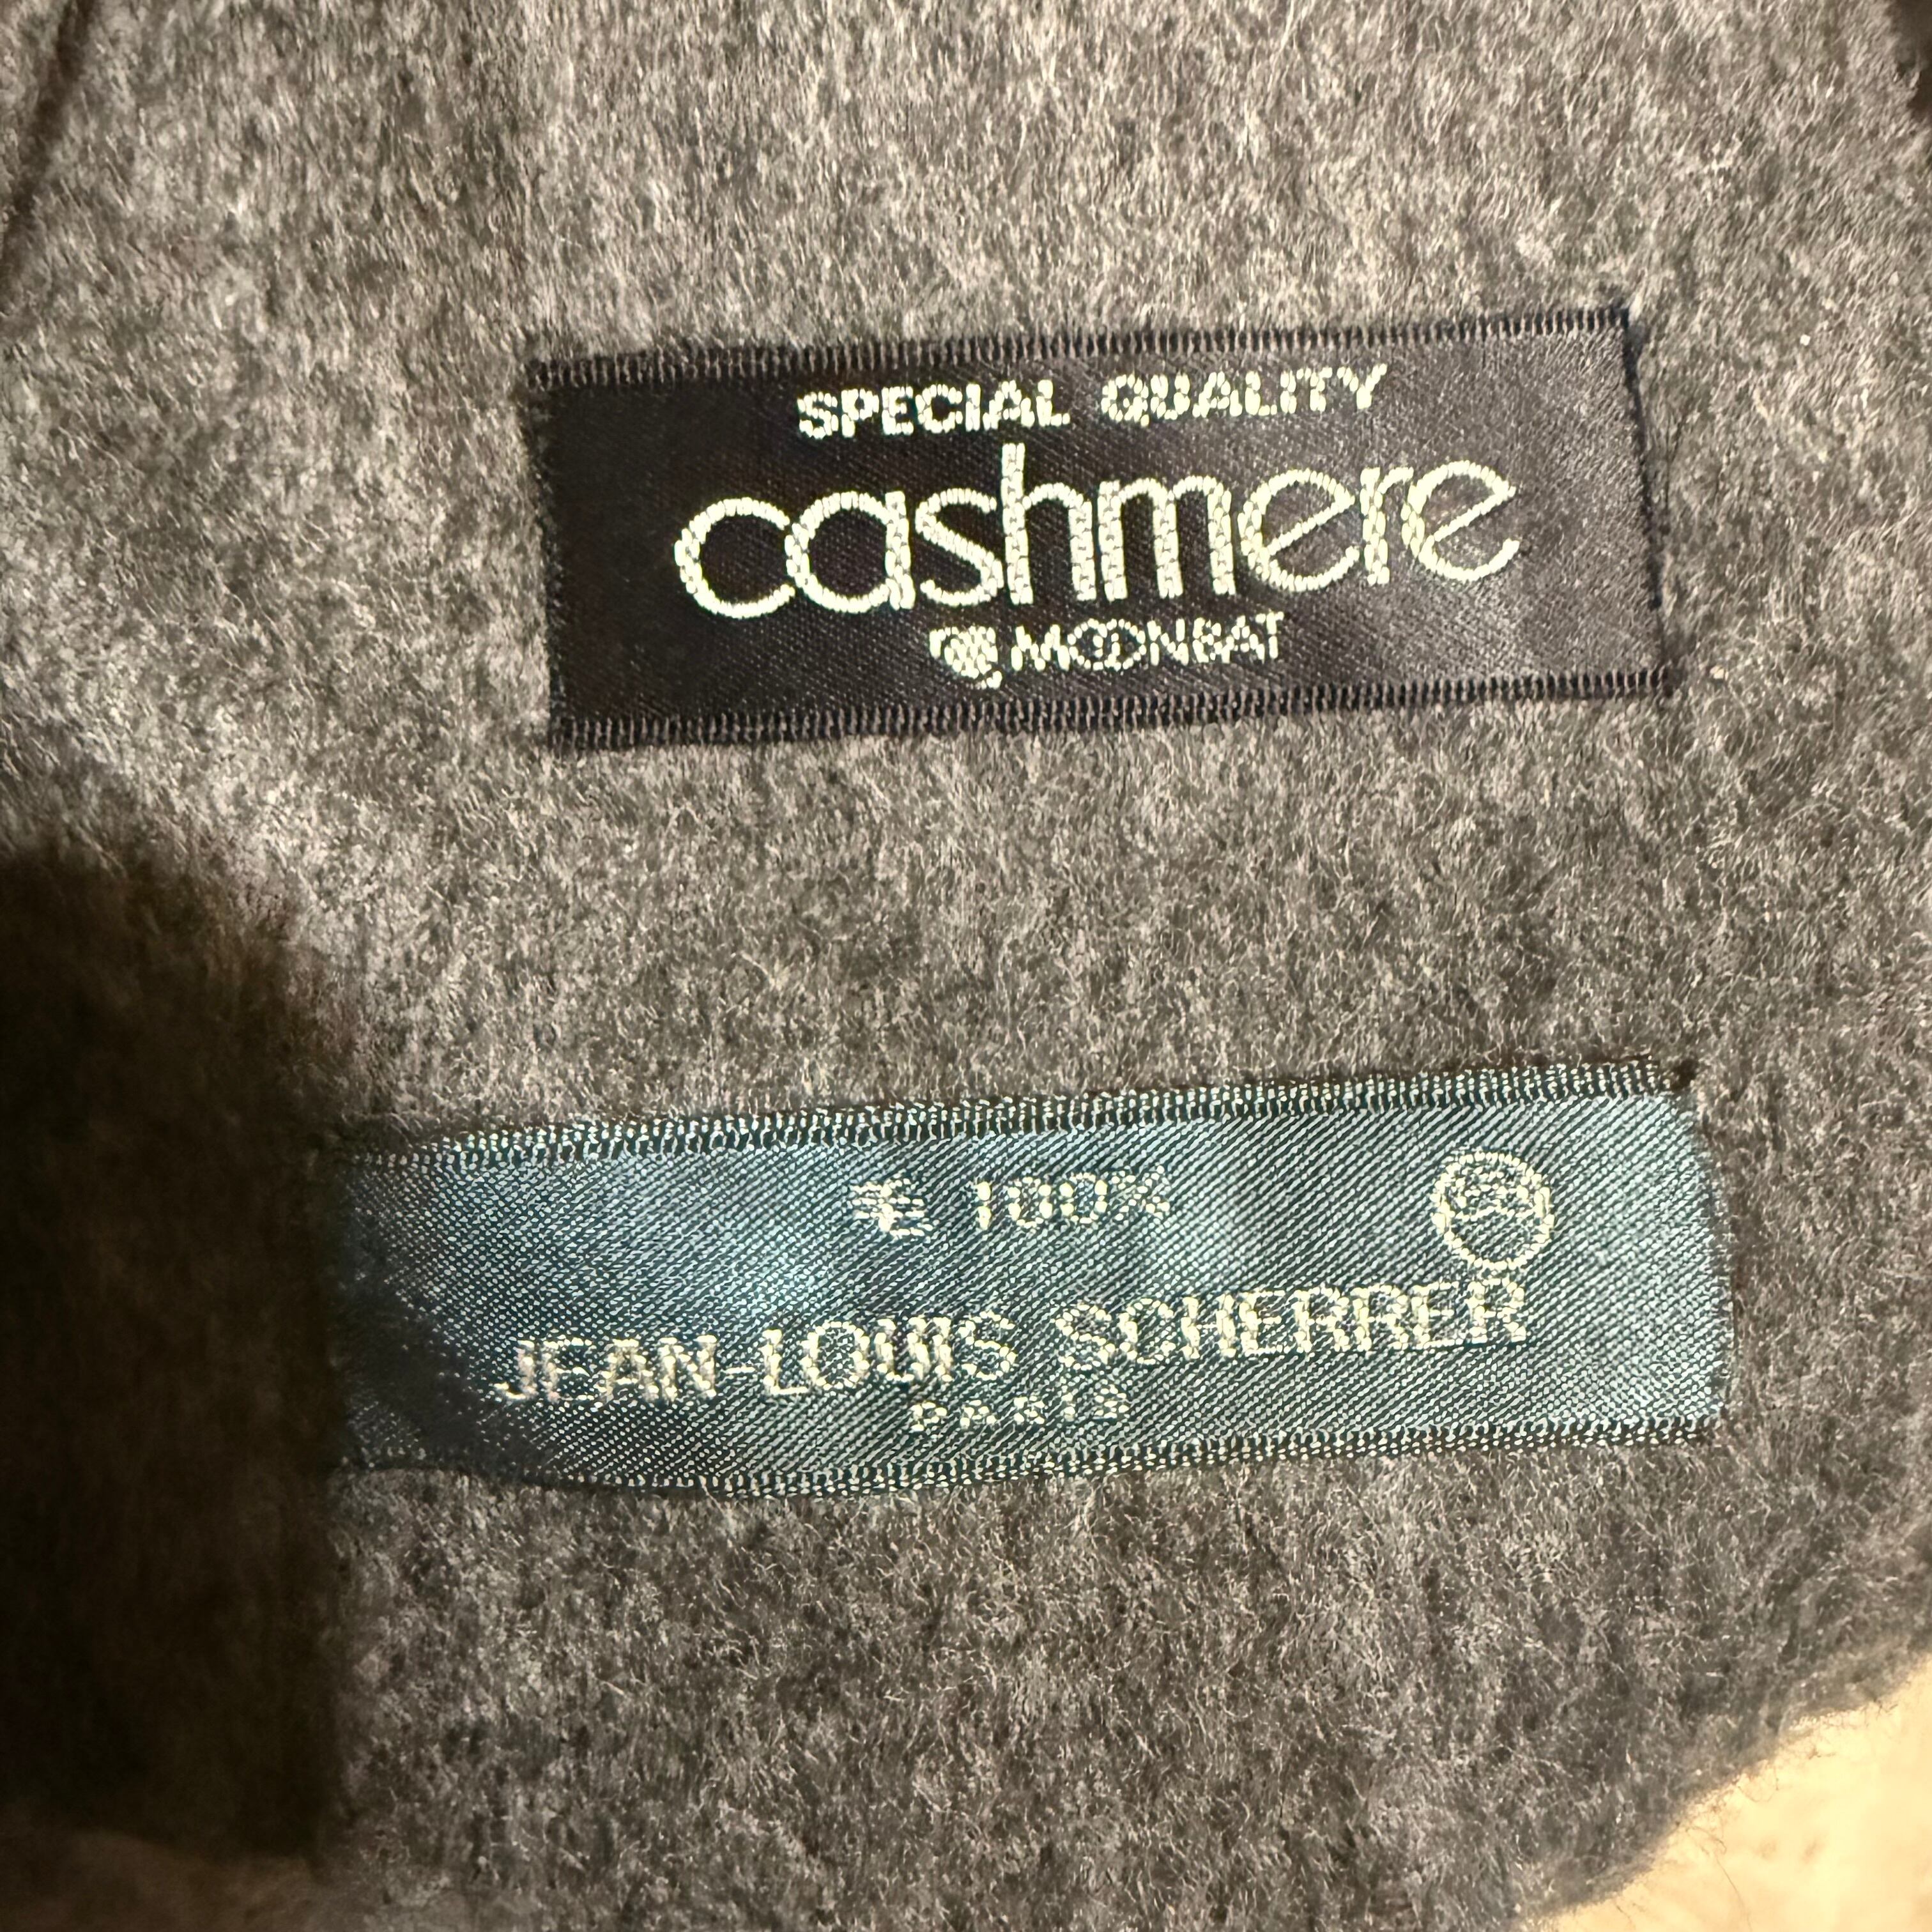 SPECIAL QUALITY
cashmere
MOONBAT
毛 100%
JEAN-LOUIS SCHERRER
PARIS